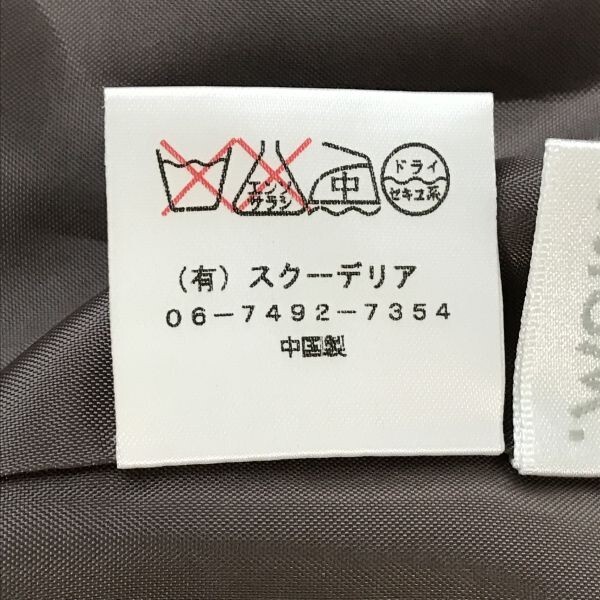 エンソ
サラシ
中
ドライ
セキユ系
(有) スクーデリア
06-7492-7354
中国製